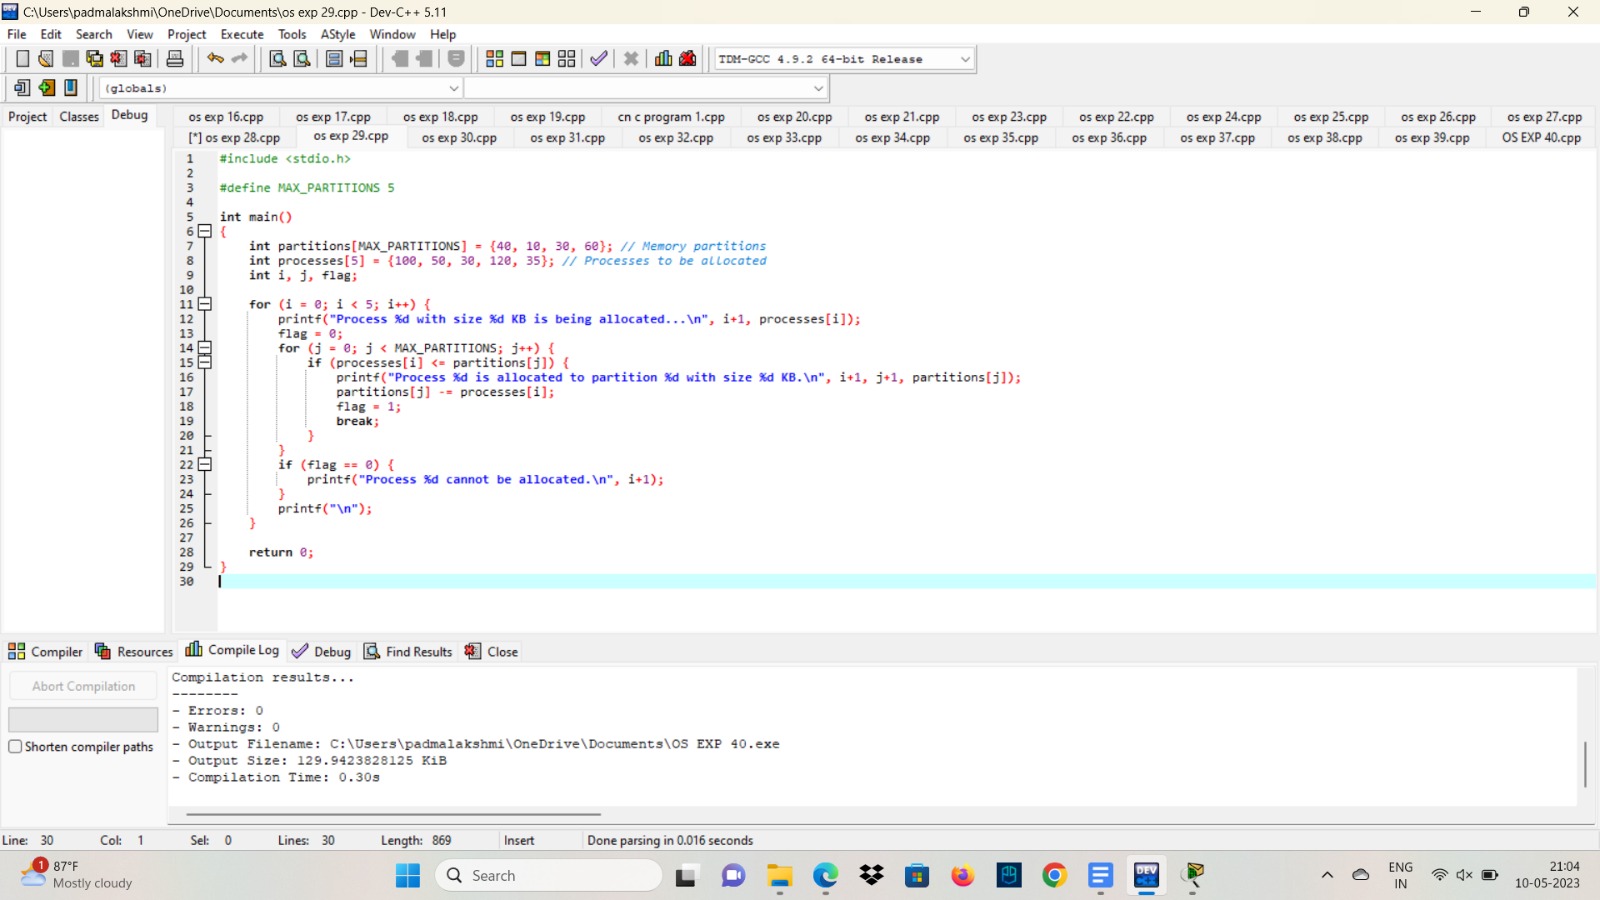 C:\Users\padmalakshmi\OneDrive\Documents\os exp 29.cpp - Dev-C++ 5.11
File Edit Search View Project Execute Tools AStyle Window Help
TDM-GCC 4.9.2 64-bit Release
(globals)
Project Classes Debug
os exp 16.cpp os exp 17.cpp os exp 18.cpp os exp 19.cpp cn c program 1.cpp os exp 20.cpp os exp 21.cpp os exp 23.cpp os exp 22.cpp os exp 24.cpp os exp 25.cpp os exp 26.cpp os exp 27.cpp
[*] os exp 28.cpp os exp 29.cpp os exp 30.cpp os exp 31.cpp os exp 32.cpp os exp 33.cpp os exp 34.cpp os exp 35.cpp os exp 36.cpp os exp 37.cpp os exp 38.cpp os exp 39.cpp OS EXP 40.cpp
1 #include <stdio.h>
2
3 #define MAX_PARTITIONS 5
4
5 int main()
6 {
7 int partitions[MAX_PARTITIONS] = {40, 10, 30, 60}; // Memory partitions
8 int processes[5] = {100, 50, 30, 120, 35}; // Processes to be allocated
9 int i, j, flag;
10
11 for (i = 0; i < 5; i++) {
12 printf("Process %d with size %d KB is being allocated...\n", i+1, processes[i]);
13 flag = 0;
14 for (j = 0; j < MAX_PARTITIONS; j++) {
15 if (processes[i] <= partitions[j]) {
16 printf("Process %d is allocated to partition %d with size %d KB.\n", i+1, j+1, partitions[j]);
17 partitions[j] -= processes[i];
18 flag = 1;
19 break;
20 }
21 }
22 if (flag == 0) {
23 printf("Process %d cannot be allocated.\n", i+1);
24 }
25 printf("\n");
26 }
27
28 return 0;
29 }
30
Compiler Resources Compile Log Debug Find Results Close
Abort Compilation
Shorten compiler paths
Compilation results...
--------
- Errors: 0
- Warnings: 0
- Output Filename: C:\Users\padmalakshmi\OneDrive\Documents\OS EXP 40.exe
- Output Size: 129.9423828125 KiB
- Compilation Time: 0.30s
Line: 30 Col: 1 Sel: 0 Lines: 30 Length: 869 Insert Done parsing in 0.016 seconds
1 87°F
Mostly cloudy
Search
DEV
ENG
IN
21:04
10-05-2023